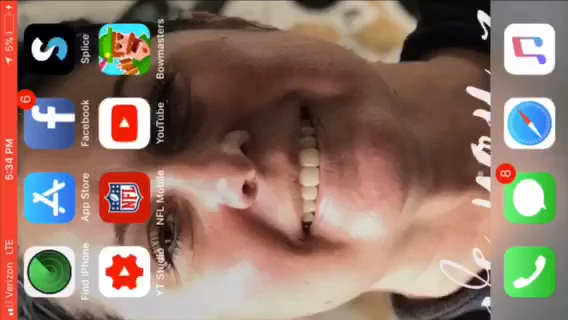 Verizon LTE 5:34 PM 5%
6
NFL
Find iPhone App Store Facebook Splice
YT Studio NFL Mobile YouTube Bowmasters
8